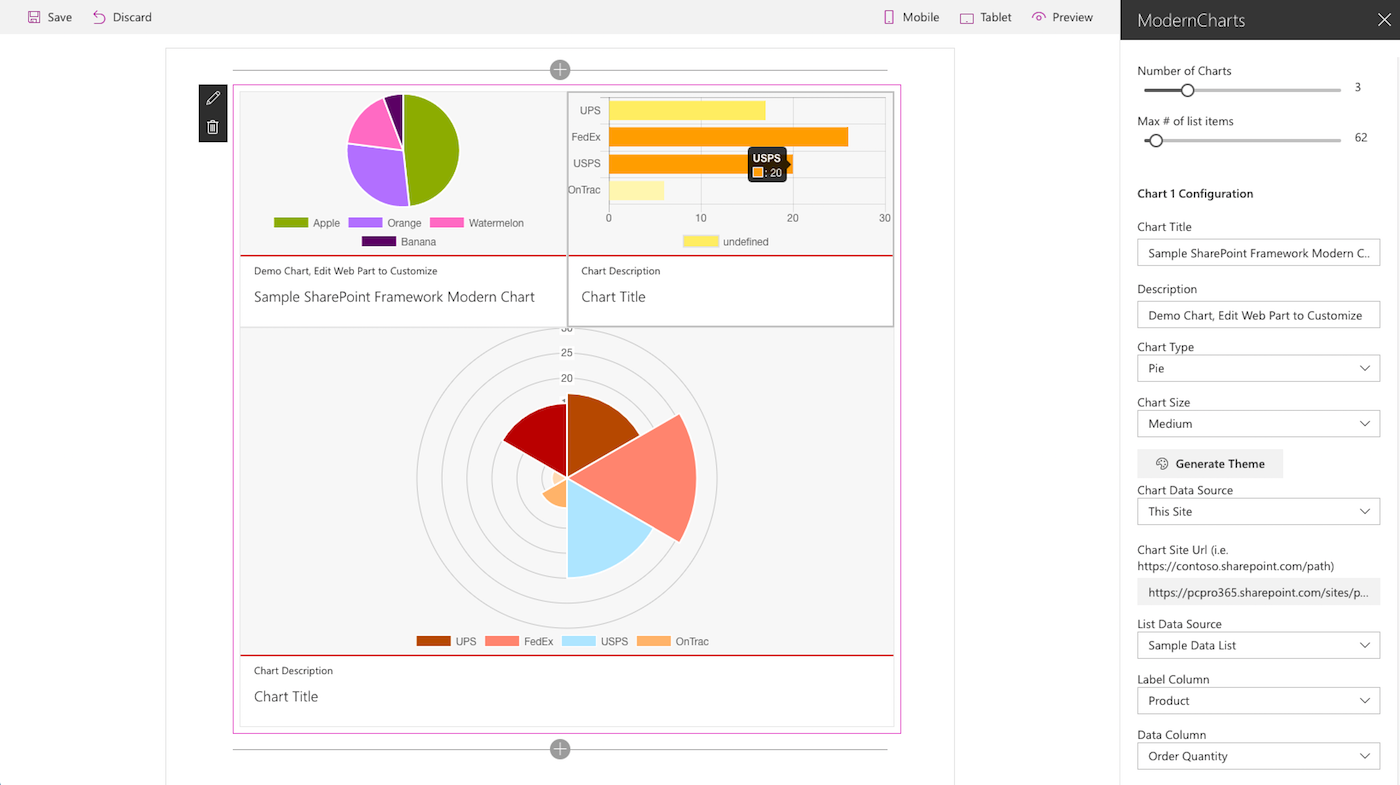 Save
Discard
Mobile
Tablet
Preview
ModernCharts
Apple
Orange
Watermelon
Banana
Demo Chart, Edit Web Part to Customize
Sample SharePoint Framework Modern Chart
UPS
FedEx
USPS
OnTrac
USPS
: 20
0
10
20
30
undefined
Chart Description
Chart Title
30
25
20
UPS
FedEx
USPS
OnTrac
Chart Description
Chart Title
Number of Charts
3
Max # of list items
62
Chart 1 Configuration
Chart Title
Sample SharePoint Framework Modern C..
Description
Demo Chart, Edit Web Part to Customize
Chart Type
Pie
Chart Size
Medium
Generate Theme
Chart Data Source
This Site
Chart Site Url (i.e.
https://contoso.sharepoint.com/path)
https://pcpro365.sharepoint.com/sites/p...
List Data Source
Sample Data List
Label Column
Product
Data Column
Order Quantity